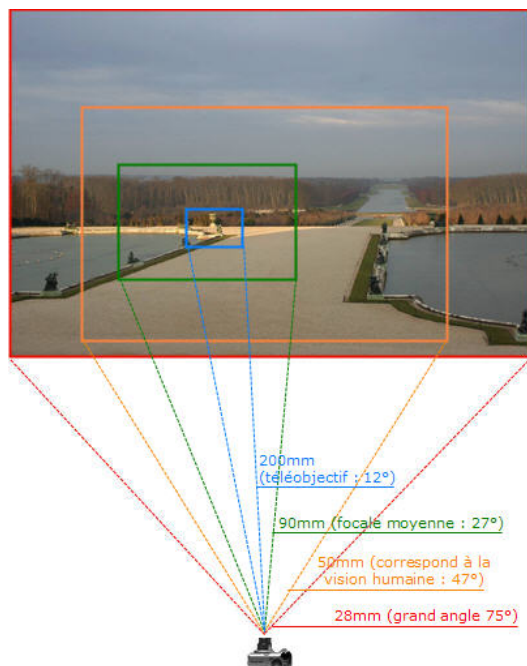 200mm
(téléobjectif : 12°)
90mm (focale moyenne : 27°)
50mm (correspond à la
vision humaine : 47°)
28mm (grand angle 75°)